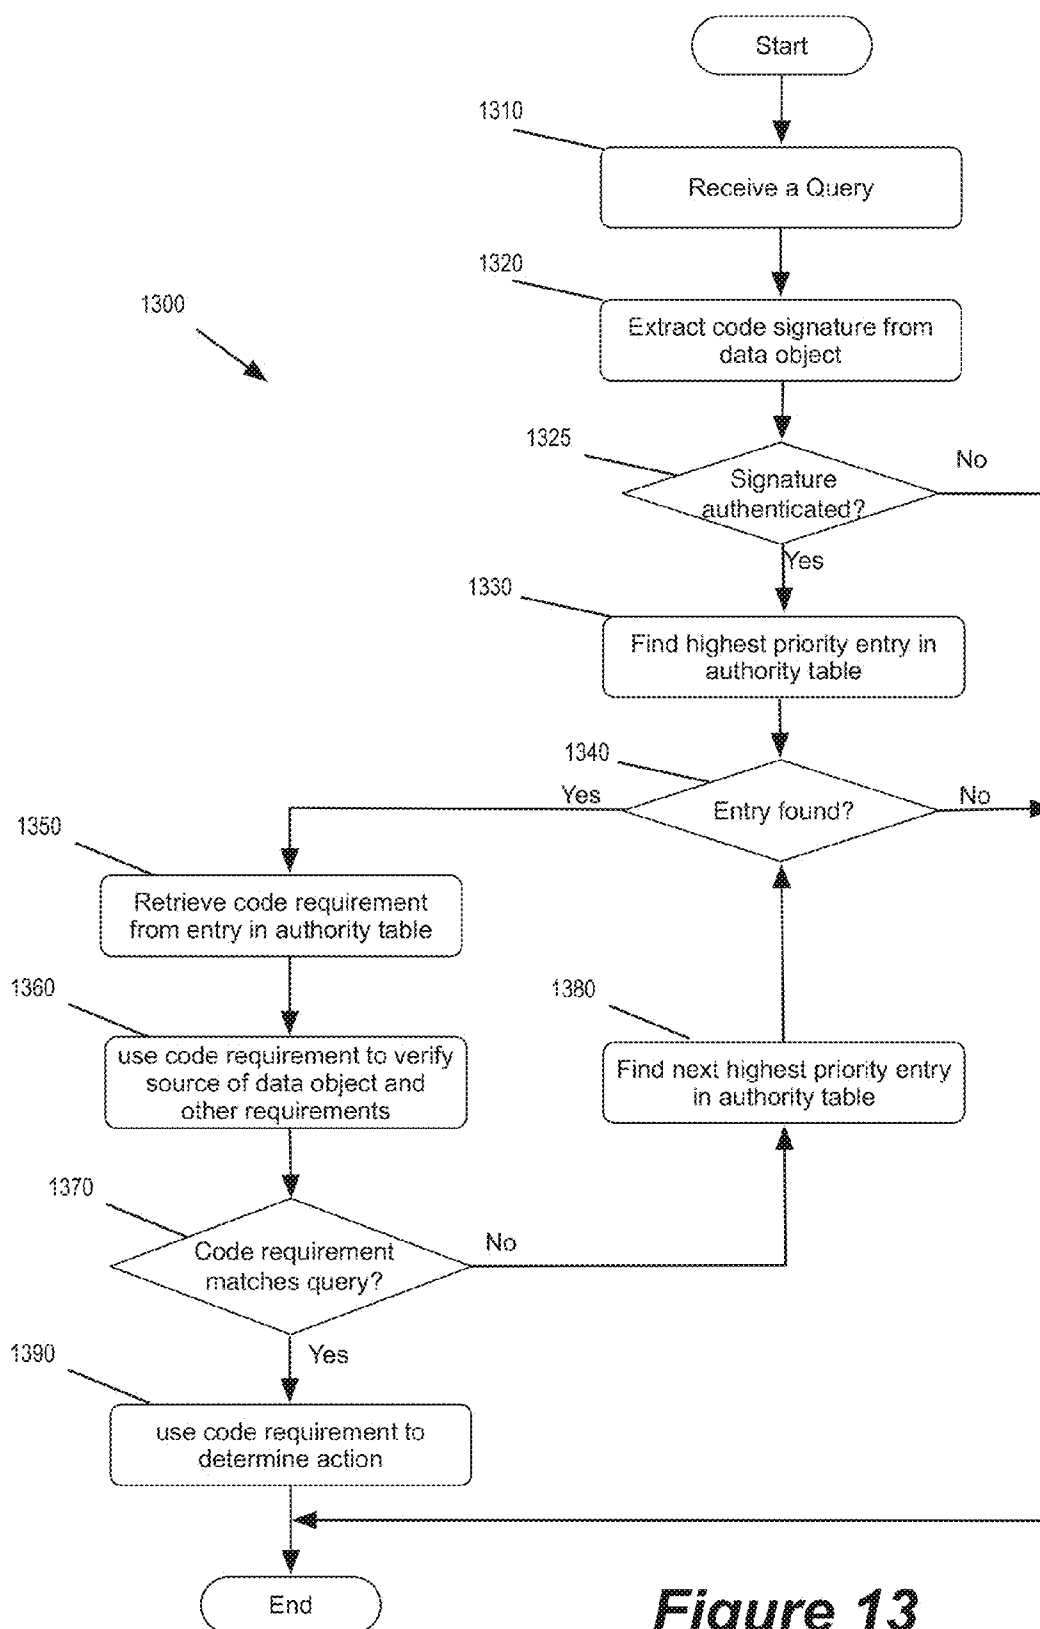 Start
1310
Receive a Query
1320
1300
Extract code signature from
data object
1325
No
Signature
authenticated?
Yes
1330
Find highest priority entry in
authority table
1340
Yes
Entry found?
No
1350
Retrieve code requirement
from entry in authority table
1360
1380
use code requirement to verify
source of data object and
other requirements
Find next highest priority entry
in authority table
1370
Code requirement
matches query?
No
Yes
1390
use code requirement to
determine action
End
Figure 13